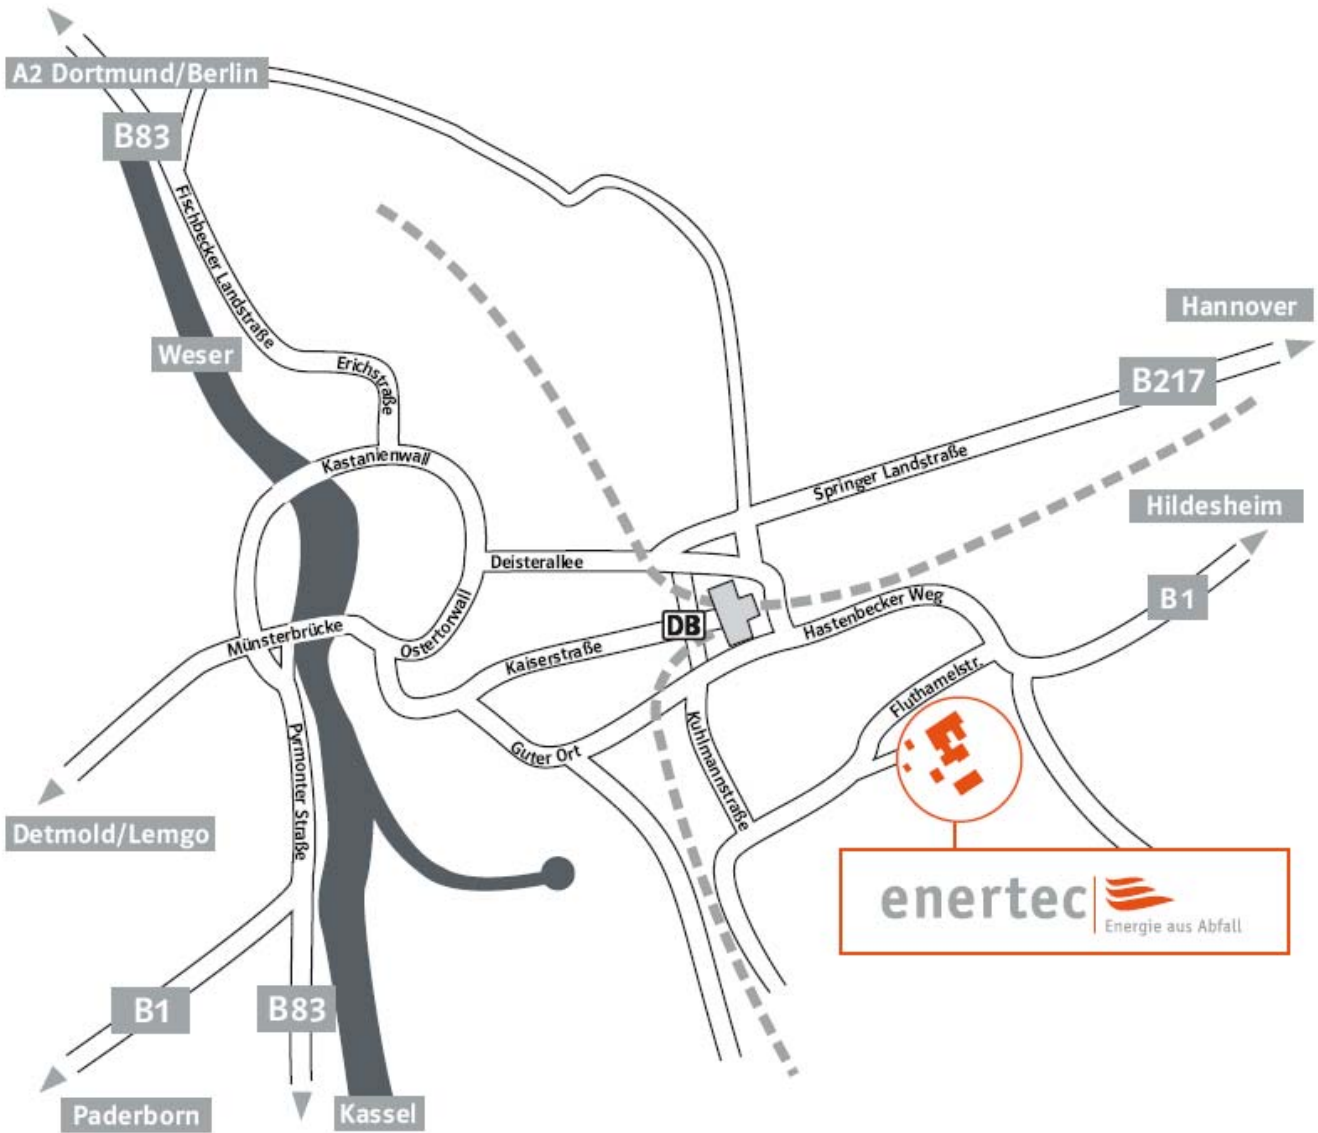 A2 Dortmund/Berlin
B83
Fischbecker Landstraße
Weser
Erichstraße
Kastanienwall
Hannover
B217
Springer Landstraße
Hildesheim
B1
Deisterallee
Ostertorwall
Münsterbrücke
DB
Hastenbecker Weg
Kaiserstraße
Fluthamelstr.
Guter Ort
Kuhlmannstraße
Pyrmonter Straße
Detmold/Lemgo
enertec
Energie aus Abfall
B1
B83
Paderborn
Kassel